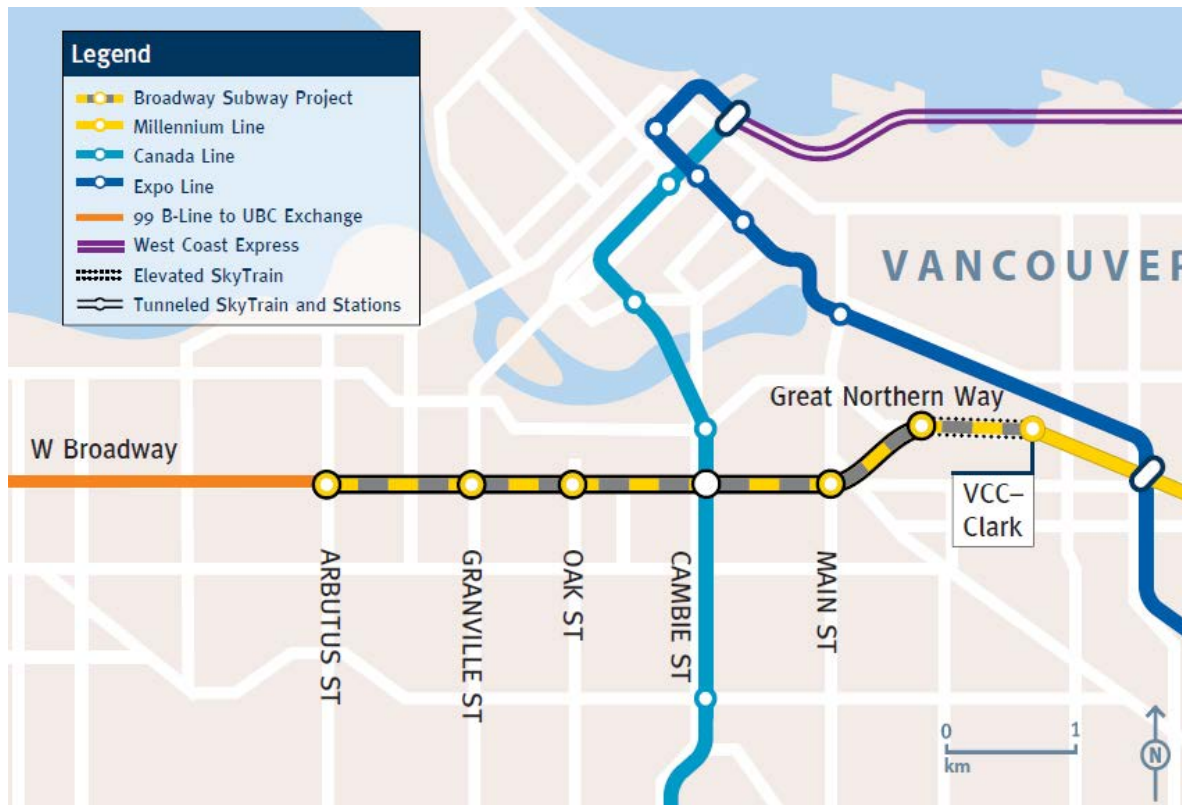 Legend
Broadway Subway Project
Millennium Line
Canada Line
Expo Line
99 B-Line to UBC Exchange
West Coast Express
Elevated SkyTrain
Tunneled SkyTrain and Stations
VANCOUVER
Great Northern Way
W Broadway
VCC–
Clark
ARBUTUS ST
GRANVILLE ST
OAK ST
CAMBIE ST
MAIN ST
0 1
km
N